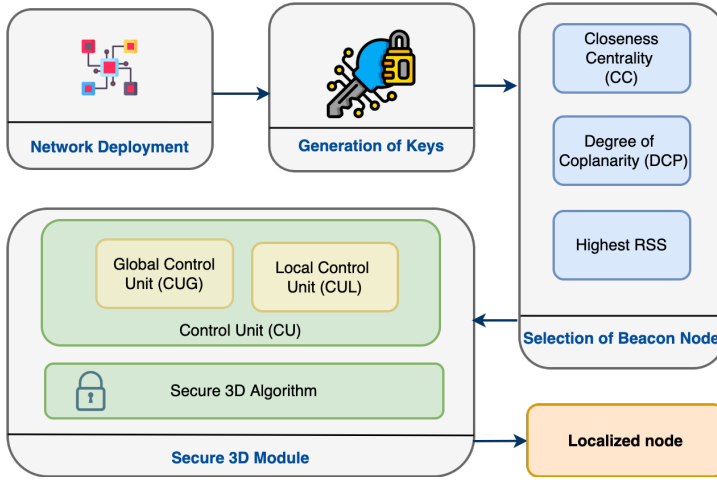 Network Deployment
Generation of Keys
Closeness
Centrality
(CC)
Degree of
Coplanarity (DCP)
Highest RSS
Selection of Beacon Node
Global Control
Unit (CUG)
Local Control
Unit (CUL)
Control Unit (CU)
Secure 3D Algorithm
Secure 3D Module
Localized node